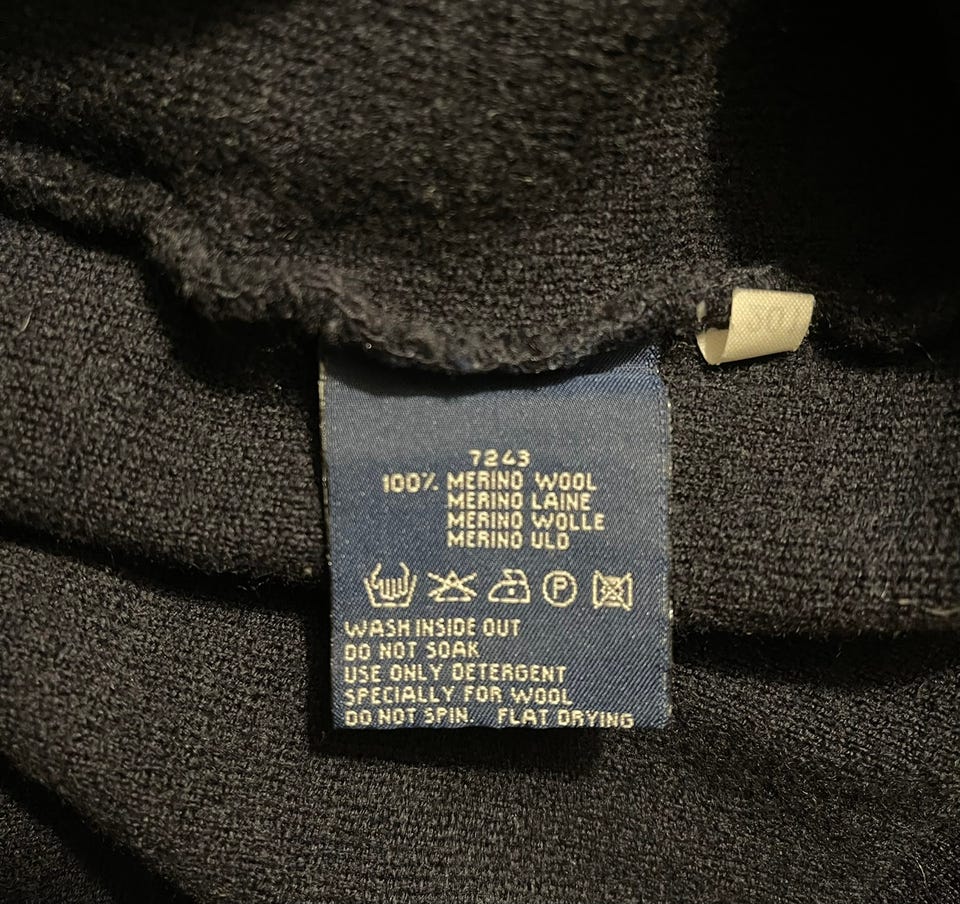 7243
100% MERINO WOOL
MERINO LAINE
MERINO WOLLE
MERINO ULD
P
WASH INSIDE OUT
DO NOT SOAK
USE ONLY DETERGENT
SPECIALLY FOR WOOL
DO NOT SPIN. FLAT DRYING